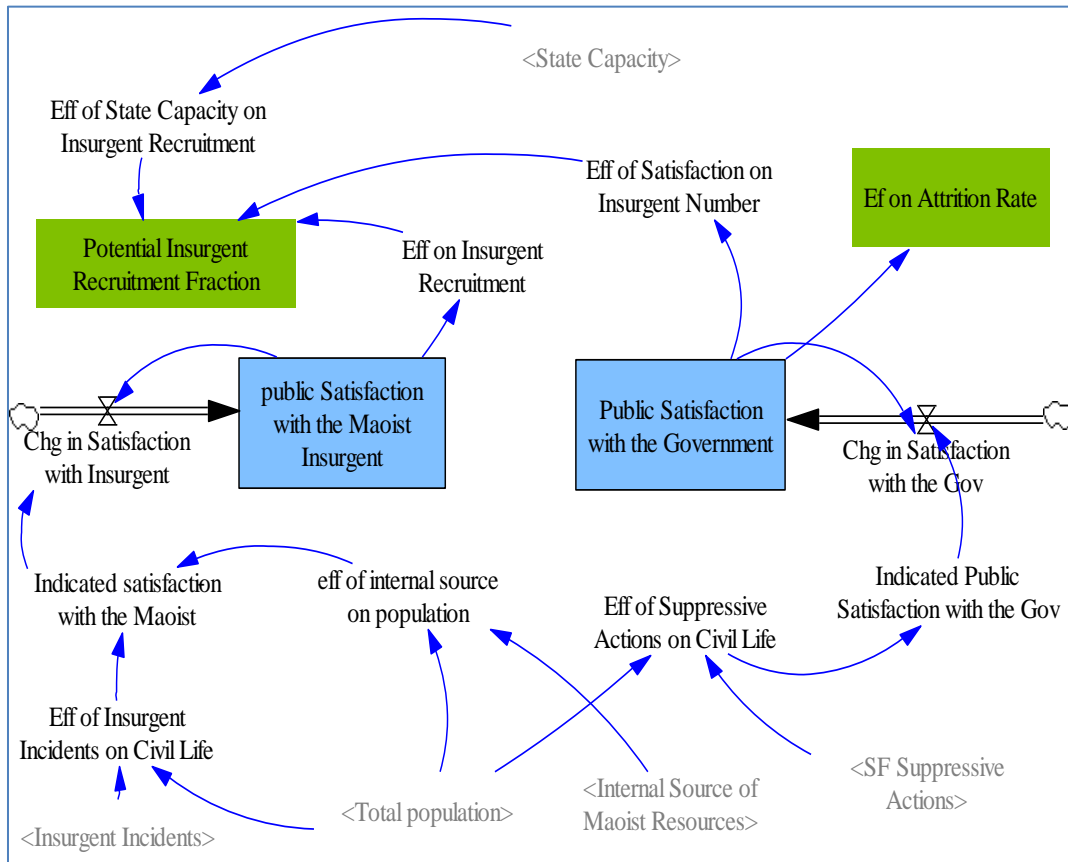 <State Capacity>
Eff of State Capacity on
Insurgent Recruitment
Eff of Satisfaction on
Insurgent Number
Ef on Attrition Rate
Potential Insurgent
Recruitment Fraction
Eff on Insurgent
Recruitment
public Satisfaction
with the Maoist
Insurgent
Public Satisfaction
with the Government
Chg in Satisfaction
with Insurgent
Chg in Satisfaction
with the Gov
Indicated satisfaction
with the Maoist
eff of internal source
on population
Eff of Suppressive
Actions on Civil Life
Indicated Public
Satisfaction with the Gov
Eff of Insurgent
Incidents on Civil Life
<Insurgent Incidents>
<Total population>
<Internal Source of
Maoist Resources>
<SF Suppressive
Actions>